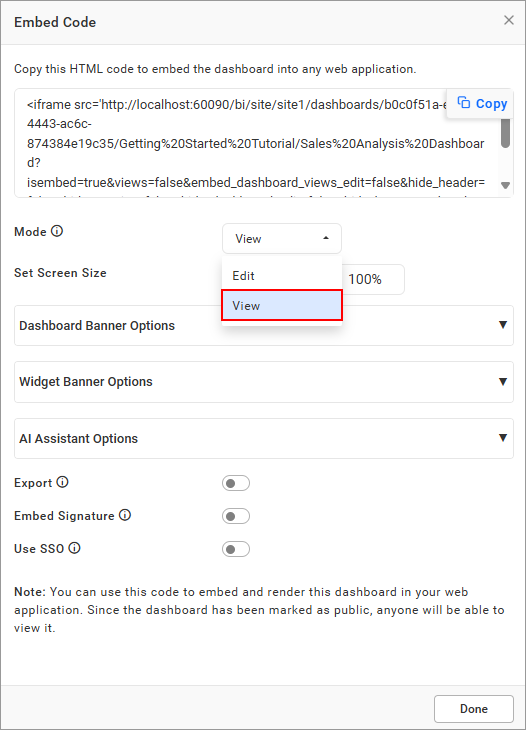 Embed Code
Copy this HTML code to embed the dashboard into any web application.
<iframe src='http://localhost:60090/bi/site/site1/dashboards/b0c0f51a-
Copy
4443-ac6c-
874384e19c35/Getting%20Started%20Tutorial/Sales%20Analysis%20Dashboar
d?
isembed=true&views=false&embed_dashboard_views_edit=false&hide_header=
Mode
View
Edit
View
Set Screen Size
100%
Dashboard Banner Options
Widget Banner Options
AI Assistant Options
Export
Embed Signature
Use SSO
Note: You can use this code to embed and render this dashboard in your web
application. Since the dashboard has been marked as public, anyone will be able to
view it.
Done